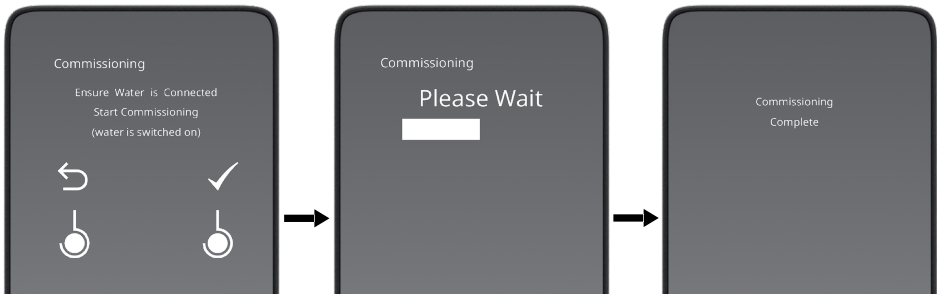 Commissioning
Ensure Water is Connected
Start Commissioning
(water is switched on)
Commissioning
Please Wait
Commissioning
Complete